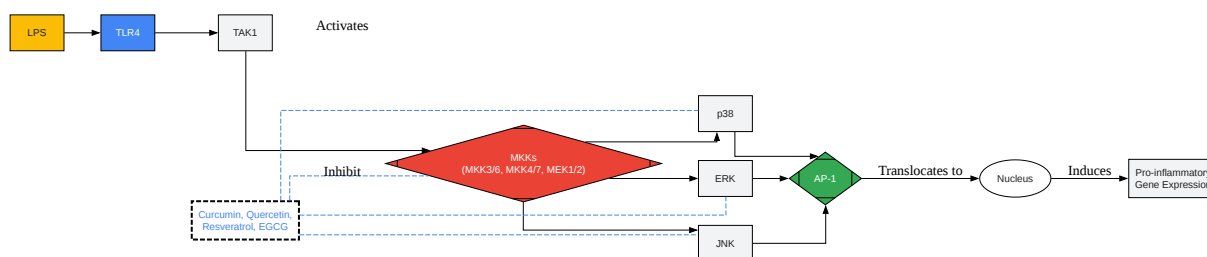 LPS
TLR4
TAK1
Activates
p38
MKKs
(MKK3/6, MKK4/7, MEK1/2)
Inhibit
ERK
AP-1
Translocates to
Nucleus
Induces
Pro-inflammatory
Gene Expression
Curcumin, Quercetin,
Resveratrol, EGCG
JNK